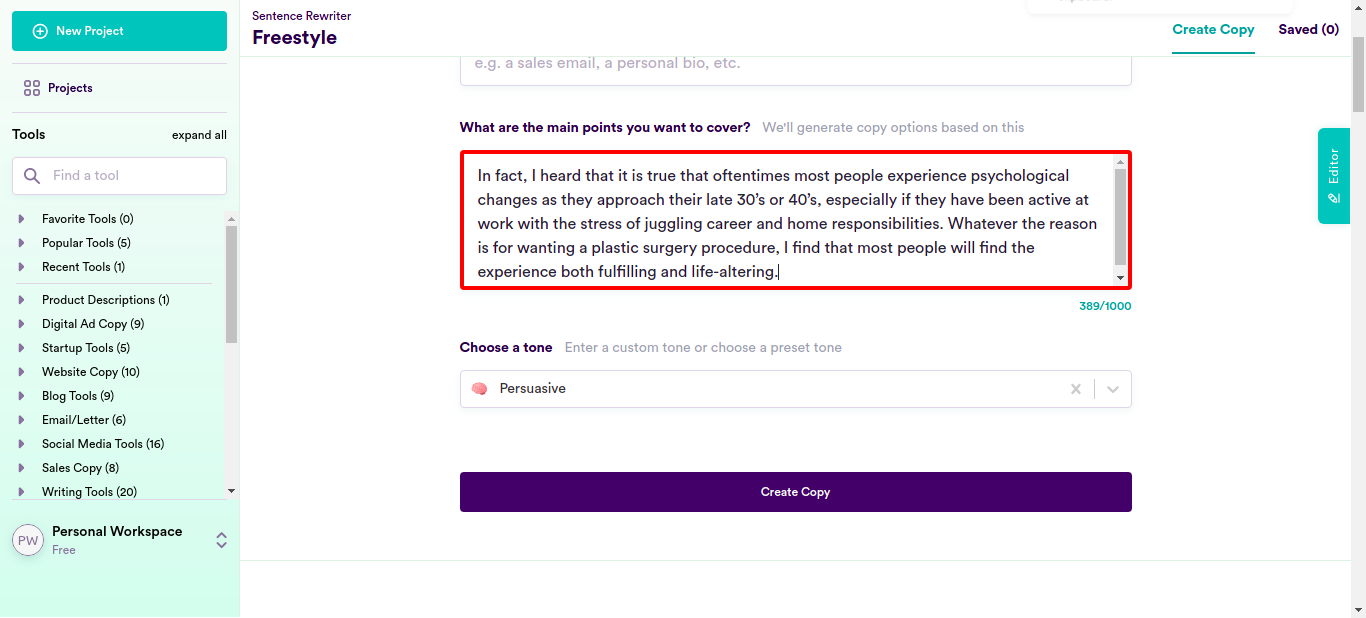 New Project
Projects
Tools
expand all
Find a tool
Favorite Tools (0)
Popular Tools (5)
Recent Tools (1)
Product Descriptions (1)
Digital Ad Copy (9)
Startup Tools (5)
Website Copy (10)
Blog Tools (9)
Email/Letter (6)
Social Media Tools (16)
Sales Copy (8)
Writing Tools (20)
PW
Personal Workspace
Free
Sentence Rewriter
Freestyle
Create Copy
Saved (0)
e.g. a sales email, a personal bio, etc.
What are the main points you want to cover? We'll generate copy options based on this
In fact, I heard that it is true that oftentimes most people experience psychological
changes as they approach their late 30’s or 40’s, especially if they have been active at
work with the stress of juggling career and home responsibilities. Whatever the reason
is for wanting a plastic surgery procedure, I find that most people will find the
experience both fulfilling and life-altering.
389/1000
Choose a tone Enter a custom tone or choose a preset tone
Persuasive
Create Copy
Editor